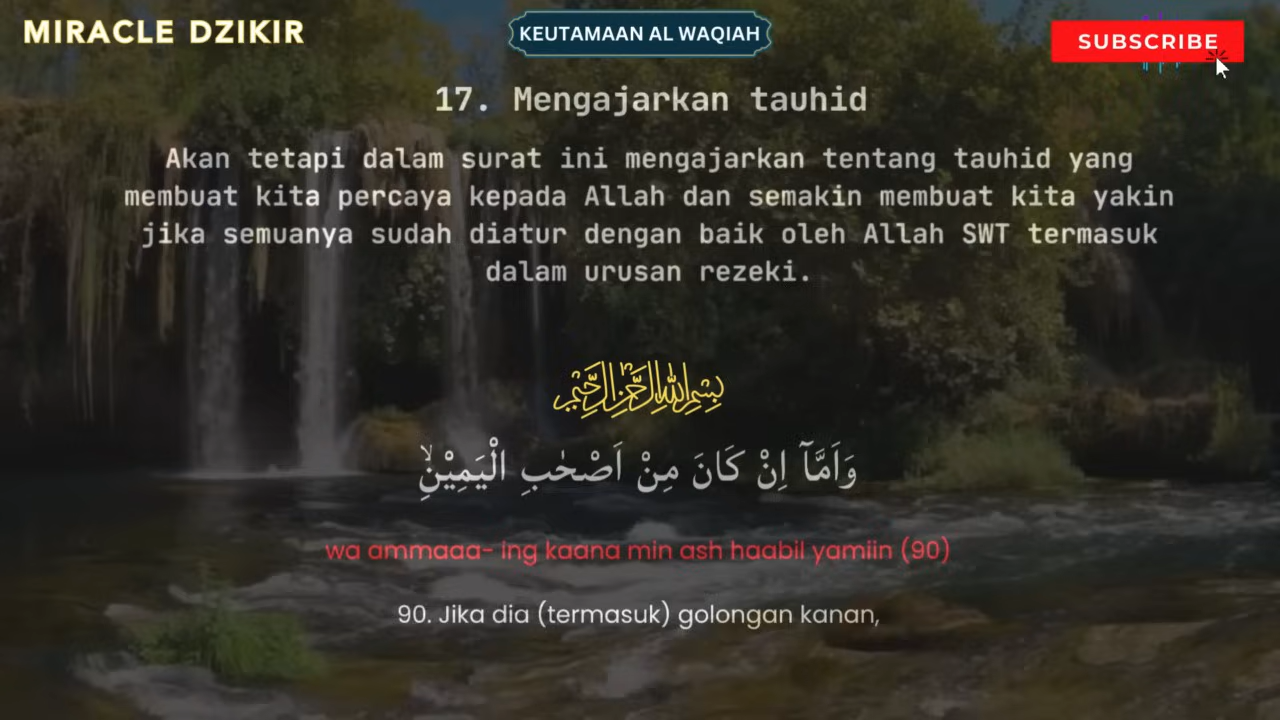 MIRACLE DZIKIR
KEUTAMAAN AL WAQIAH
SUBSCRIBE
17. Mengajarkan tauhid
Akan tetapi dalam surat ini mengajarkan tentang tauhid yang
membuat kita percaya kepada Allah dan semakin membuat kita yakin
jika semuanya sudah diatur dengan baik oleh Allah SWT termasuk
dalam urusan rezeki.
بِسْمِ اللهِ الرَّحْمٰنِ الرَّحِيْمِ
وَاَمَّآ اِنْ كَانَ مِنْ اَصْحٰبِ الْيَمِيْنِۙ
wa ammaaa- ing kaana min ash haabil yamiin (90)
90. Jika dia (termasuk) golongan kanan,